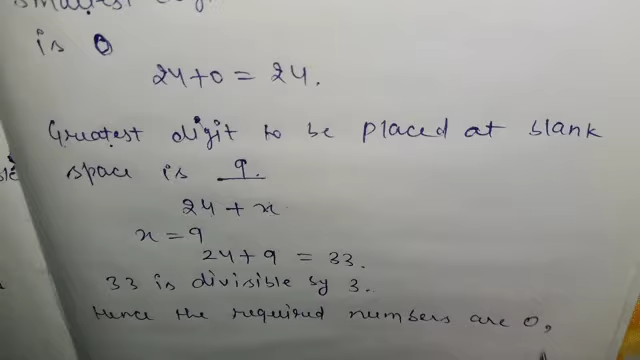 smallest
is 0
24+0 = 24.
Greatest digit to be placed at blank
space is 9.
24 + x
x = 9
24+9 = 33.
33 is divisible by 3.
Hence the required numbers are 0,